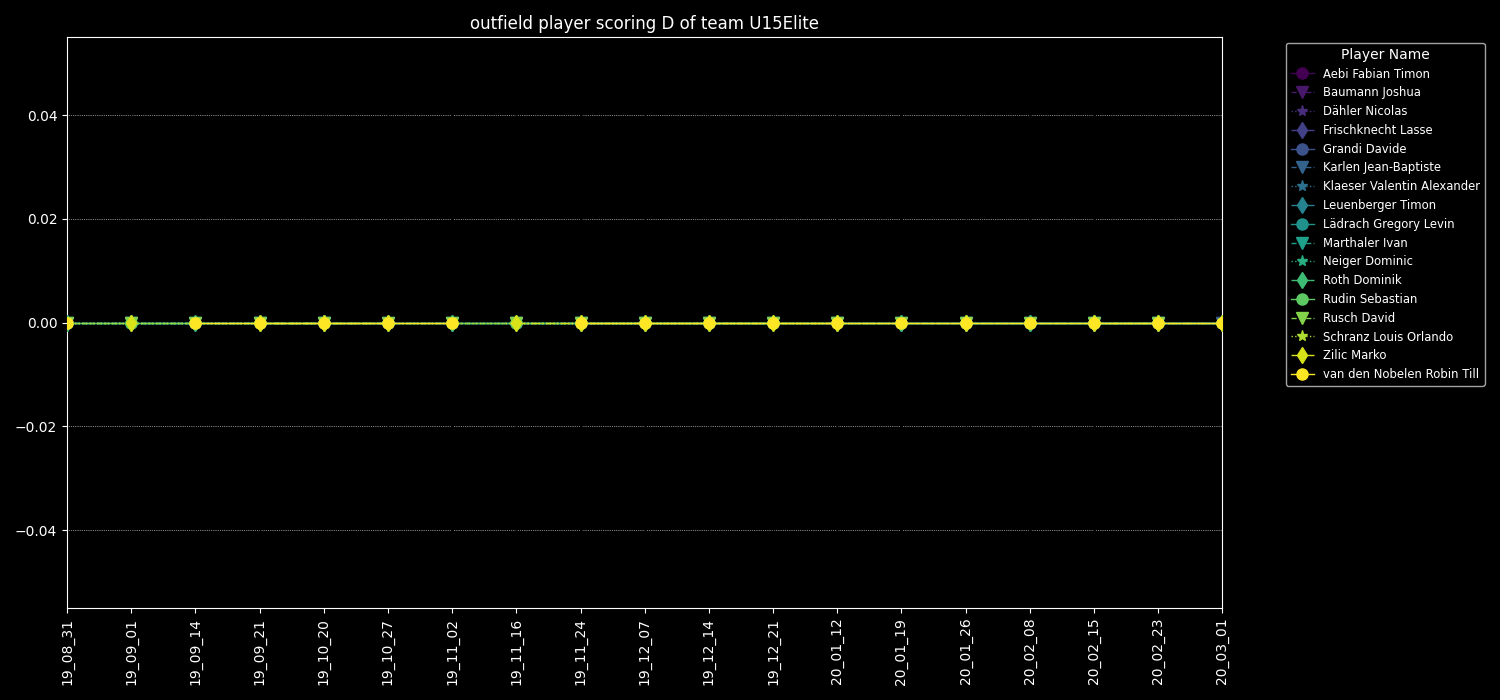 outfield player scoring D of team U15Elite
0.04
0.02
0.00
−0.02
−0.04
19_08_31
19_09_01
19_09_14
19_09_21
19_10_20
19_10_27
19_11_02
19_11_16
19_11_24
19_12_07
19_12_14
19_12_21
20_01_12
20_01_19
20_01_26
20_02_08
20_02_15
20_02_23
20_03_01
Player Name
Aebi Fabian Timon
Baumann Joshua
Dähler Nicolas
Frischknecht Lasse
Grandi Davide
Karlen Jean-Baptiste
Klaeser Valentin Alexander
Leuenberger Timon
Lädrach Gregory Levin
Marthaler Ivan
Neiger Dominic
Roth Dominik
Rudin Sebastian
Rusch David
Schranz Louis Orlando
Zilic Marko
van den Nobelen Robin Till